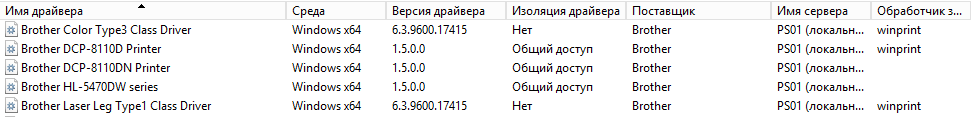 Имя драйвера Среда Версия драйвера Изоляция драйвера Поставщик Имя сервера Обработчик з...
Brother Color Type3 Class Driver Windows x64 6.3.9600.17415 Нет Brother PS01 (локальн... winprint
Brother DCP-8110D Printer Windows x64 1.5.0.0 Общий доступ Brother PS01 (локальн... winprint
Brother DCP-8110DN Printer Windows x64 1.5.0.0 Общий доступ Brother PS01 (локальн...
Brother HL-5470DW series Windows x64 1.5.0.0 Общий доступ Brother PS01 (локальн...
Brother Laser Leg Type1 Class Driver Windows x64 6.3.9600.17415 Нет Brother PS01 (локальн... winprint